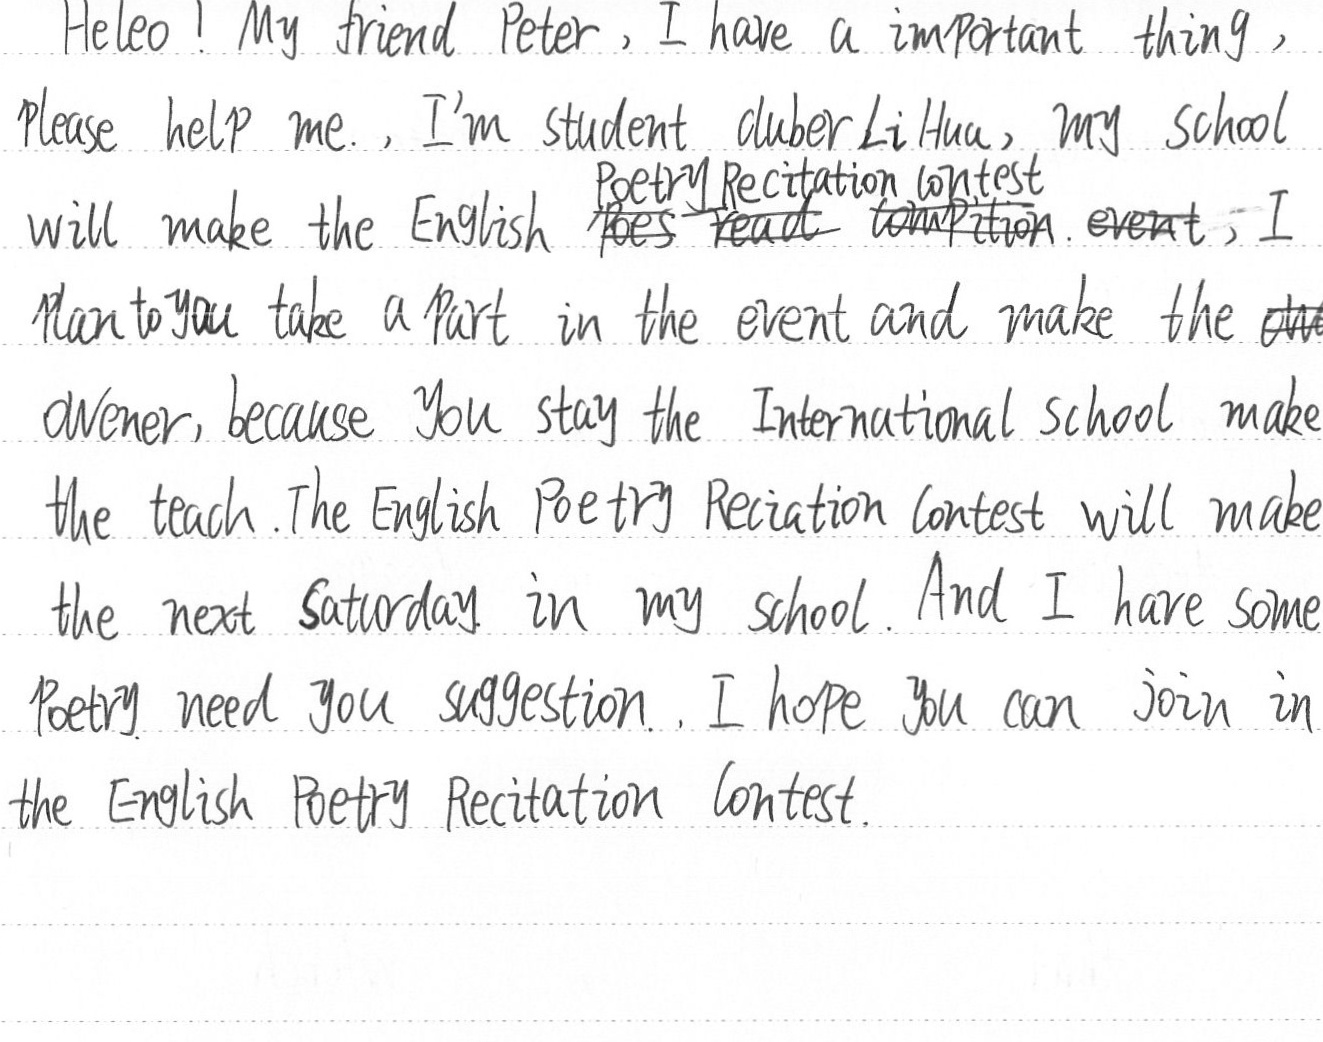 Heleo! My friend Peter, I have a important thing,
please help me., I'm student cluber Li Hua, my school
will make the English Poetry Recitation Contest, I
plan to you take a part in the event and make the
ovener, because you stay the International school make
the teach. The English Poetry Reciation Contest will make
the next Saturday in my school. And I have some
Poetry need you suggestion., I hope you can join in
the English Poetry Recitation Contest.